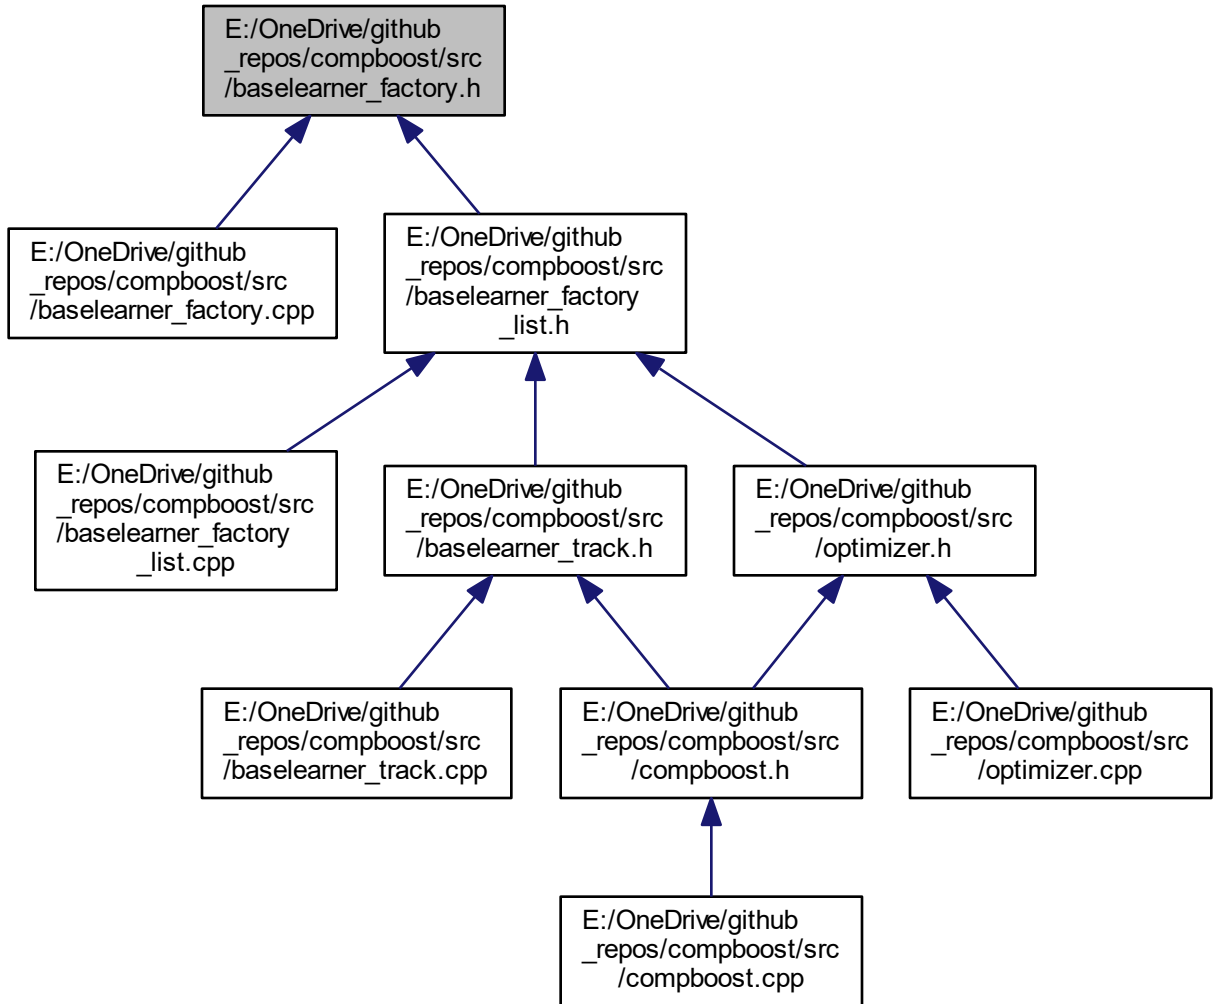 E:/OneDrive/github
_repos/compboost/src
/baselearner_factory.h
E:/OneDrive/github
_repos/compboost/src
/baselearner_factory.cpp
E:/OneDrive/github
_repos/compboost/src
/baselearner_factory
_list.h
E:/OneDrive/github
_repos/compboost/src
/baselearner_factory
_list.cpp
E:/OneDrive/github
_repos/compboost/src
/baselearner_track.h
E:/OneDrive/github
_repos/compboost/src
/optimizer.h
E:/OneDrive/github
_repos/compboost/src
/baselearner_track.cpp
E:/OneDrive/github
_repos/compboost/src
/compboost.h
E:/OneDrive/github
_repos/compboost/src
/optimizer.cpp
E:/OneDrive/github
_repos/compboost/src
/compboost.cpp